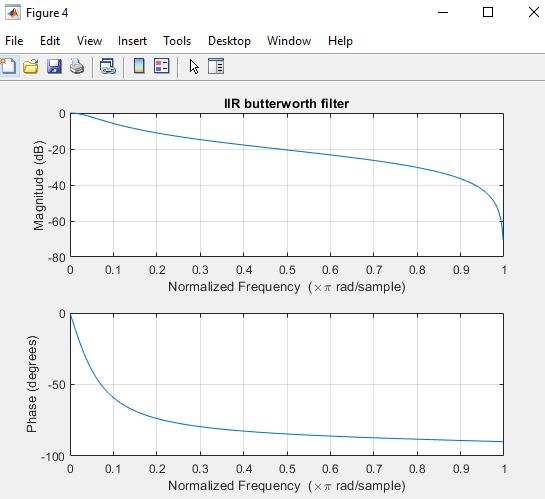 Figure 4
File Edit View Insert Tools Desktop Window Help
IIR butterworth filter
Magnitude (dB)
0
-20
-40
-60
-80
0 0.1 0.2 0.3 0.4 0.5 0.6 0.7 0.8 0.9 1
Normalized Frequency (×π rad/sample)
Phase (degrees)
0
-50
-100
0 0.1 0.2 0.3 0.4 0.5 0.6 0.7 0.8 0.9 1
Normalized Frequency (×π rad/sample)